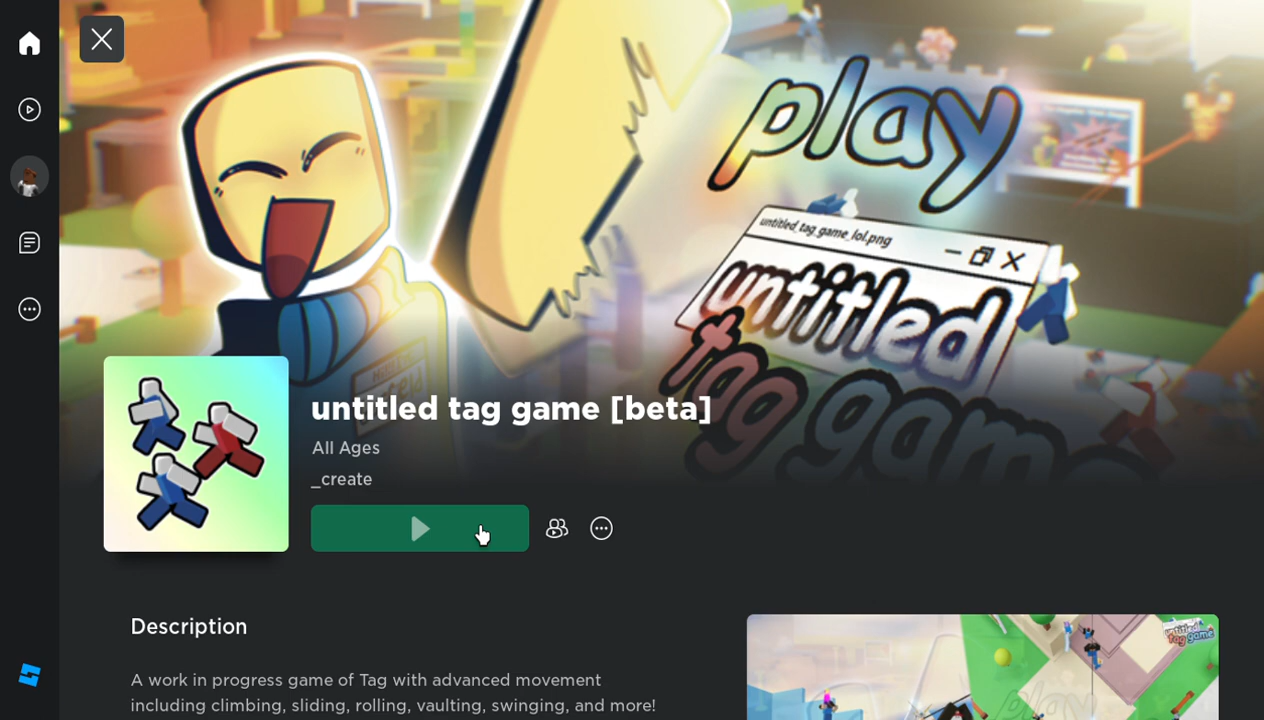 play
untitled_tag_game_lol.png
untitled
tag game
untitled tag game [beta]
All Ages
_create
Description
A work in progress game of Tag with advanced movement
including climbing, sliding, rolling, vaulting, swinging, and more!
untitled
tag game
play